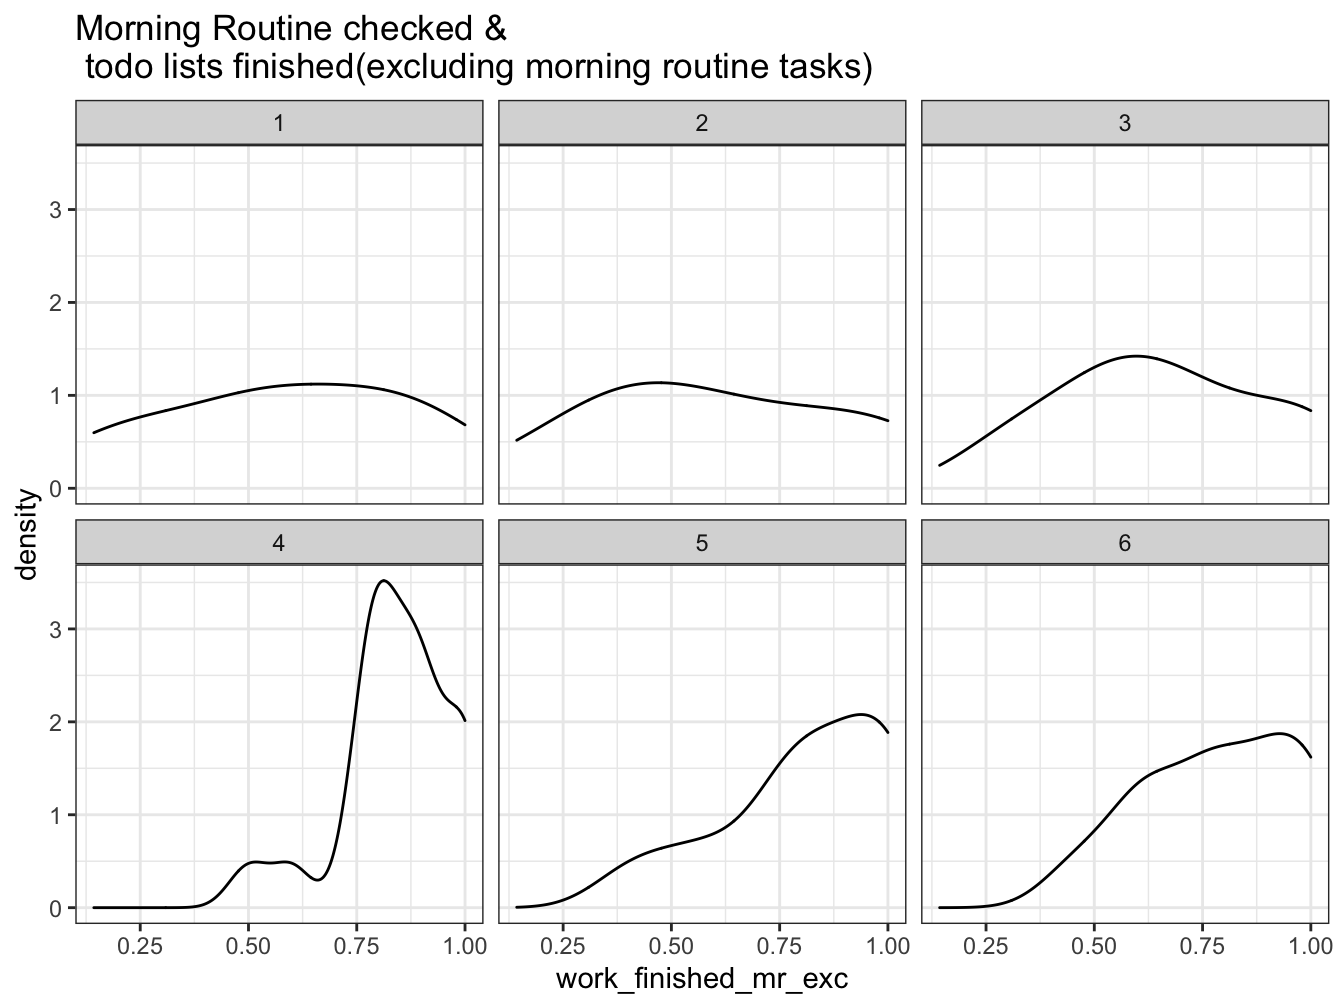 Morning Routine checked &
todo lists finished(excluding morning routine tasks)
1 2 3
3
2
1
0
density
4 5 6
3
2
1
0
0.25 0.50 0.75 1.00 0.25 0.50 0.75 1.00 0.25 0.50 0.75 1.00
work_finished_mr_exc